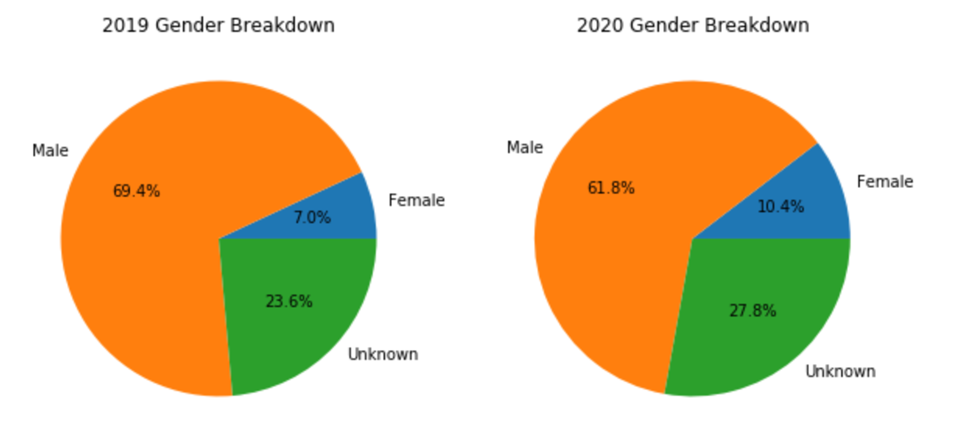 2019 Gender Breakdown
Male
69.4%
Female
7.0%
23.6%
Unknown
2020 Gender Breakdown
Male
61.8%
Female
10.4%
27.8%
Unknown